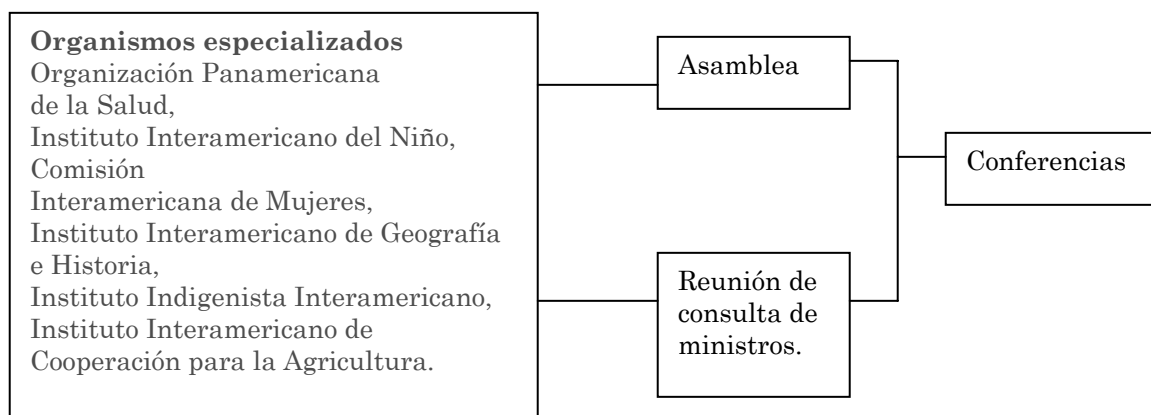 Organismos especializados
Organización Panamericana
de la Salud,
Instituto Interamericano del Niño,
Comisión
Interamericana de Mujeres,
Instituto Interamericano de Geografía
e Historia,
Instituto Indigenista Interamericano,
Instituto Interamericano de
Cooperación para la Agricultura.
Asamblea
Reunión de
consulta de
ministros.
Conferencias